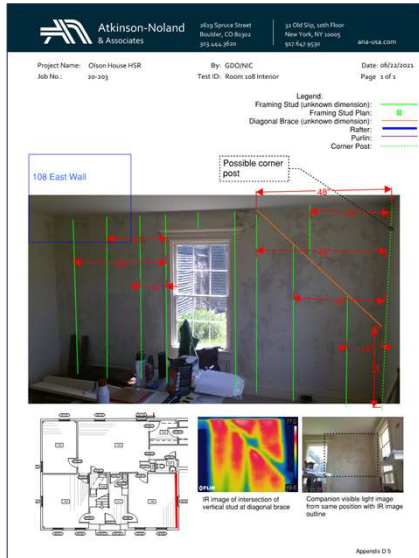 Atkinson-Noland
& Associates
2619 Spruce Street
Boulder, CO 80302
303.444.3620
32 Old Slip, 10th Floor
New York, NY 10005
917.647.9530
ana-usa.com
Project Name: Olson House HSR
By: GDO/NIC
Date: 06/22/2021
Job No.: 20-203
Test ID: Room 108 Interior
Page 1 of 1
Legend:
Framing Stud (unknown dimension):
Framing Stud Plan:
Diagonal Brace (unknown dimension):
Rafter:
Purlin:
Corner Post:
Possible corner
post
108 East Wall
48"
FLIR
IR image of intersection of
vertical stud at diagonal brace
Companion visible light image
from same position with IR image
outline
Appendix D 5